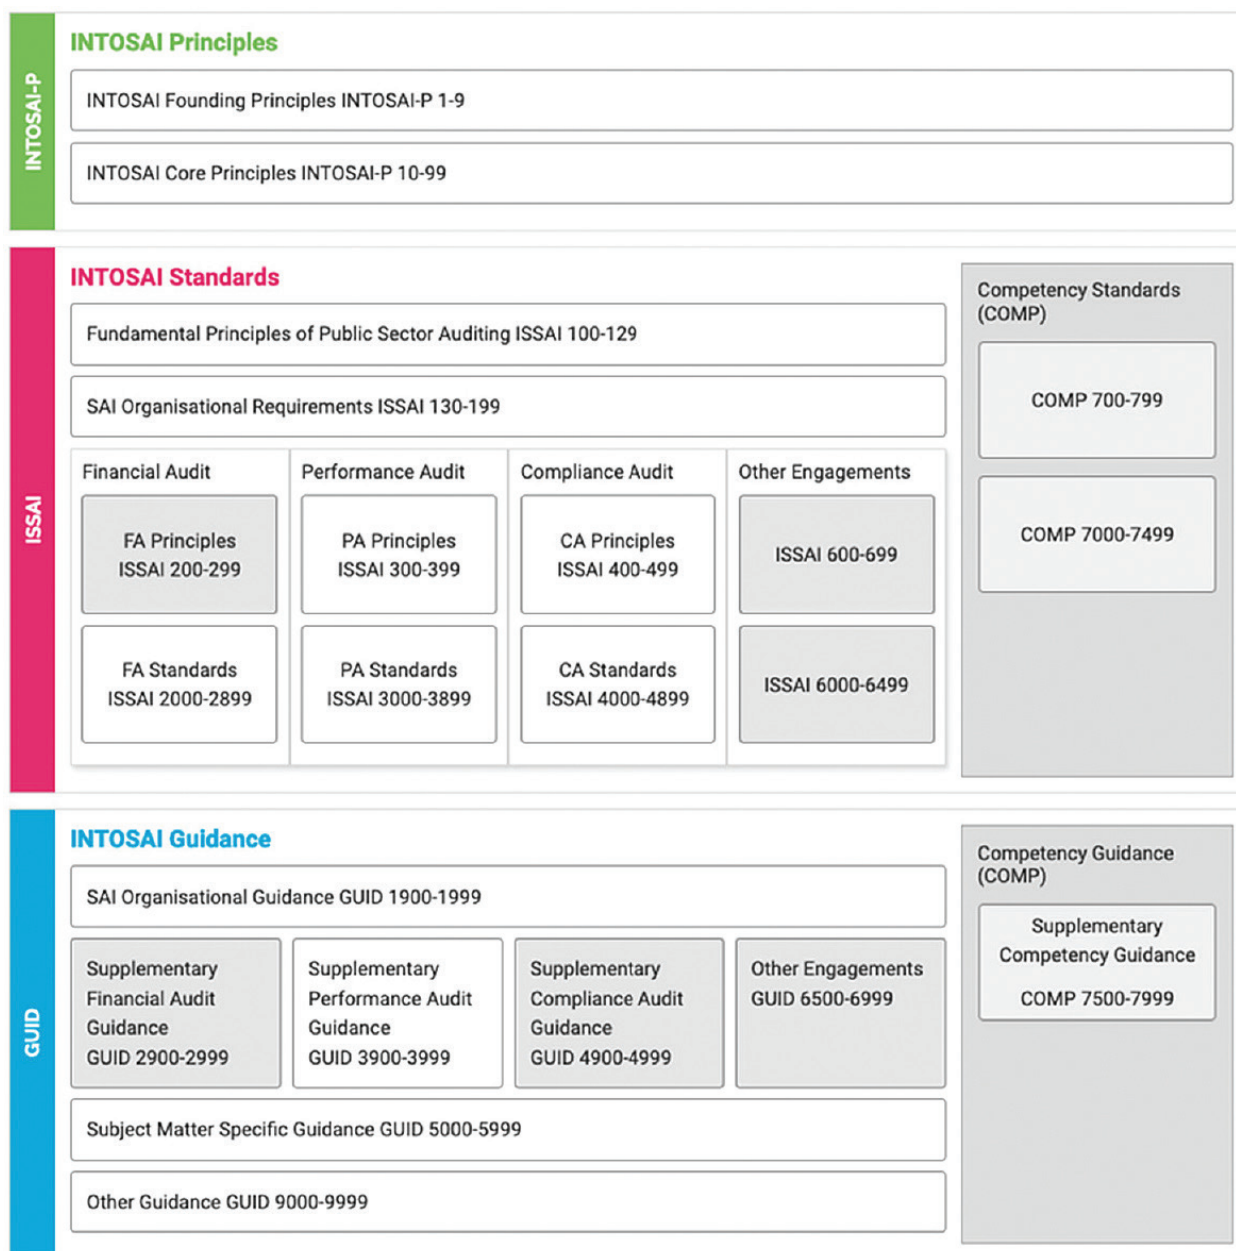 INTOSAI-P
INTOSAI Principles
INTOSAI Founding Principles INTOSAI-P 1-9
INTOSAI Core Principles INTOSAI-P 10-99
ISSAI
INTOSAI Standards
Fundamental Principles of Public Sector Auditing ISSAI 100-129
SAI Organisational Requirements ISSAI 130-199
Financial Audit
FA Principles
ISSAI 200-299
FA Standards
ISSAI 2000-2899
Performance Audit
PA Principles
ISSAI 300-399
PA Standards
ISSAI 3000-3899
Compliance Audit
CA Principles
ISSAI 400-499
CA Standards
ISSAI 4000-4899
Other Engagements
ISSAI 600-699
ISSAI 6000-6499
Competency Standards
(COMP)
COMP 700-799
COMP 7000-7499
GUID
INTOSAI Guidance
SAI Organisational Guidance GUID 1900-1999
Supplementary
Financial Audit
Guidance
GUID 2900-2999
Supplementary
Performance Audit
Guidance
GUID 3900-3999
Supplementary
Compliance Audit
Guidance
GUID 4900-4999
Other Engagements
GUID 6500-6999
Subject Matter Specific Guidance GUID 5000-5999
Other Guidance GUID 9000-9999
Competency Guidance
(COMP)
Supplementary
Competency Guidance
COMP 7500-7999